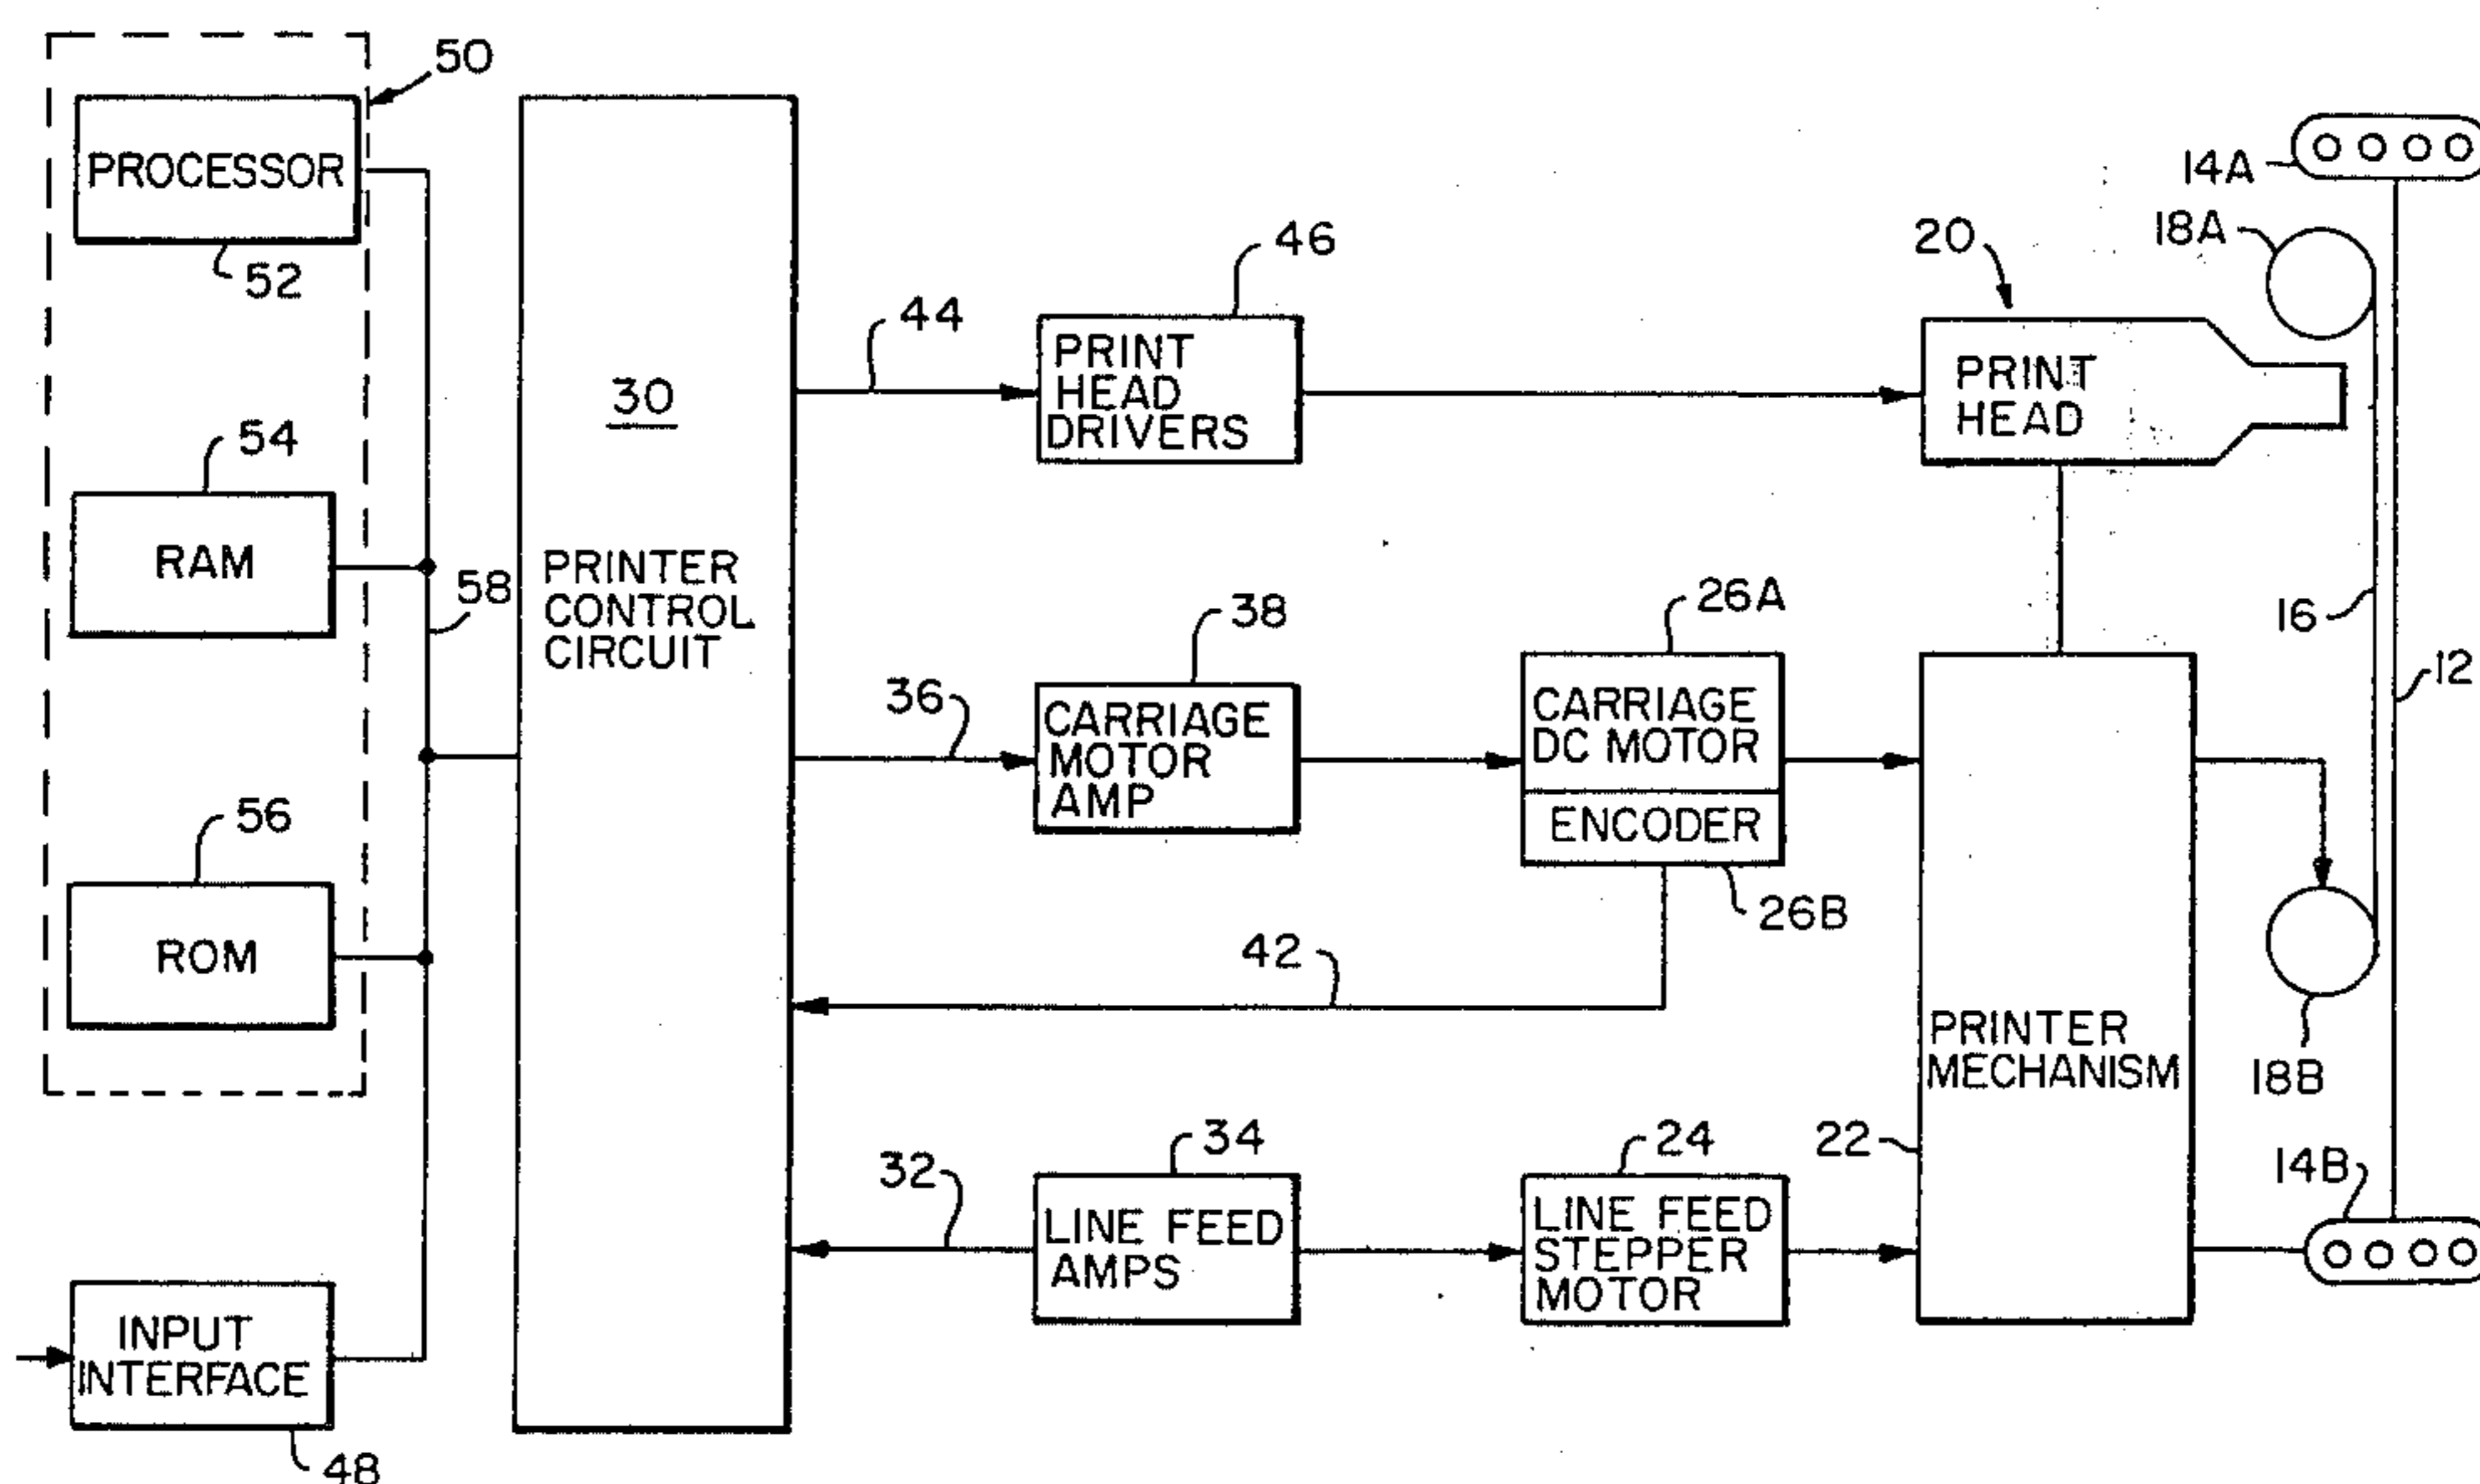 50
PROCESSOR
52
54
RAM
58
56
ROM
INPUT
INTERFACE
48
30
PRINTER
CONTROL
CIRCUIT
44
46
PRINT
HEAD
DRIVERS
36
38
CARRIAGE
MOTOR
AMP
26A
CARRIAGE
DC MOTOR
ENCODER
26B
42
32
34
LINE FEED
AMPS
24
LINE FEED
STEPPER
MOTOR
20
PRINT
HEAD
22
PRINTER
MECHANISM
14A
18A
16
12
18B
14B